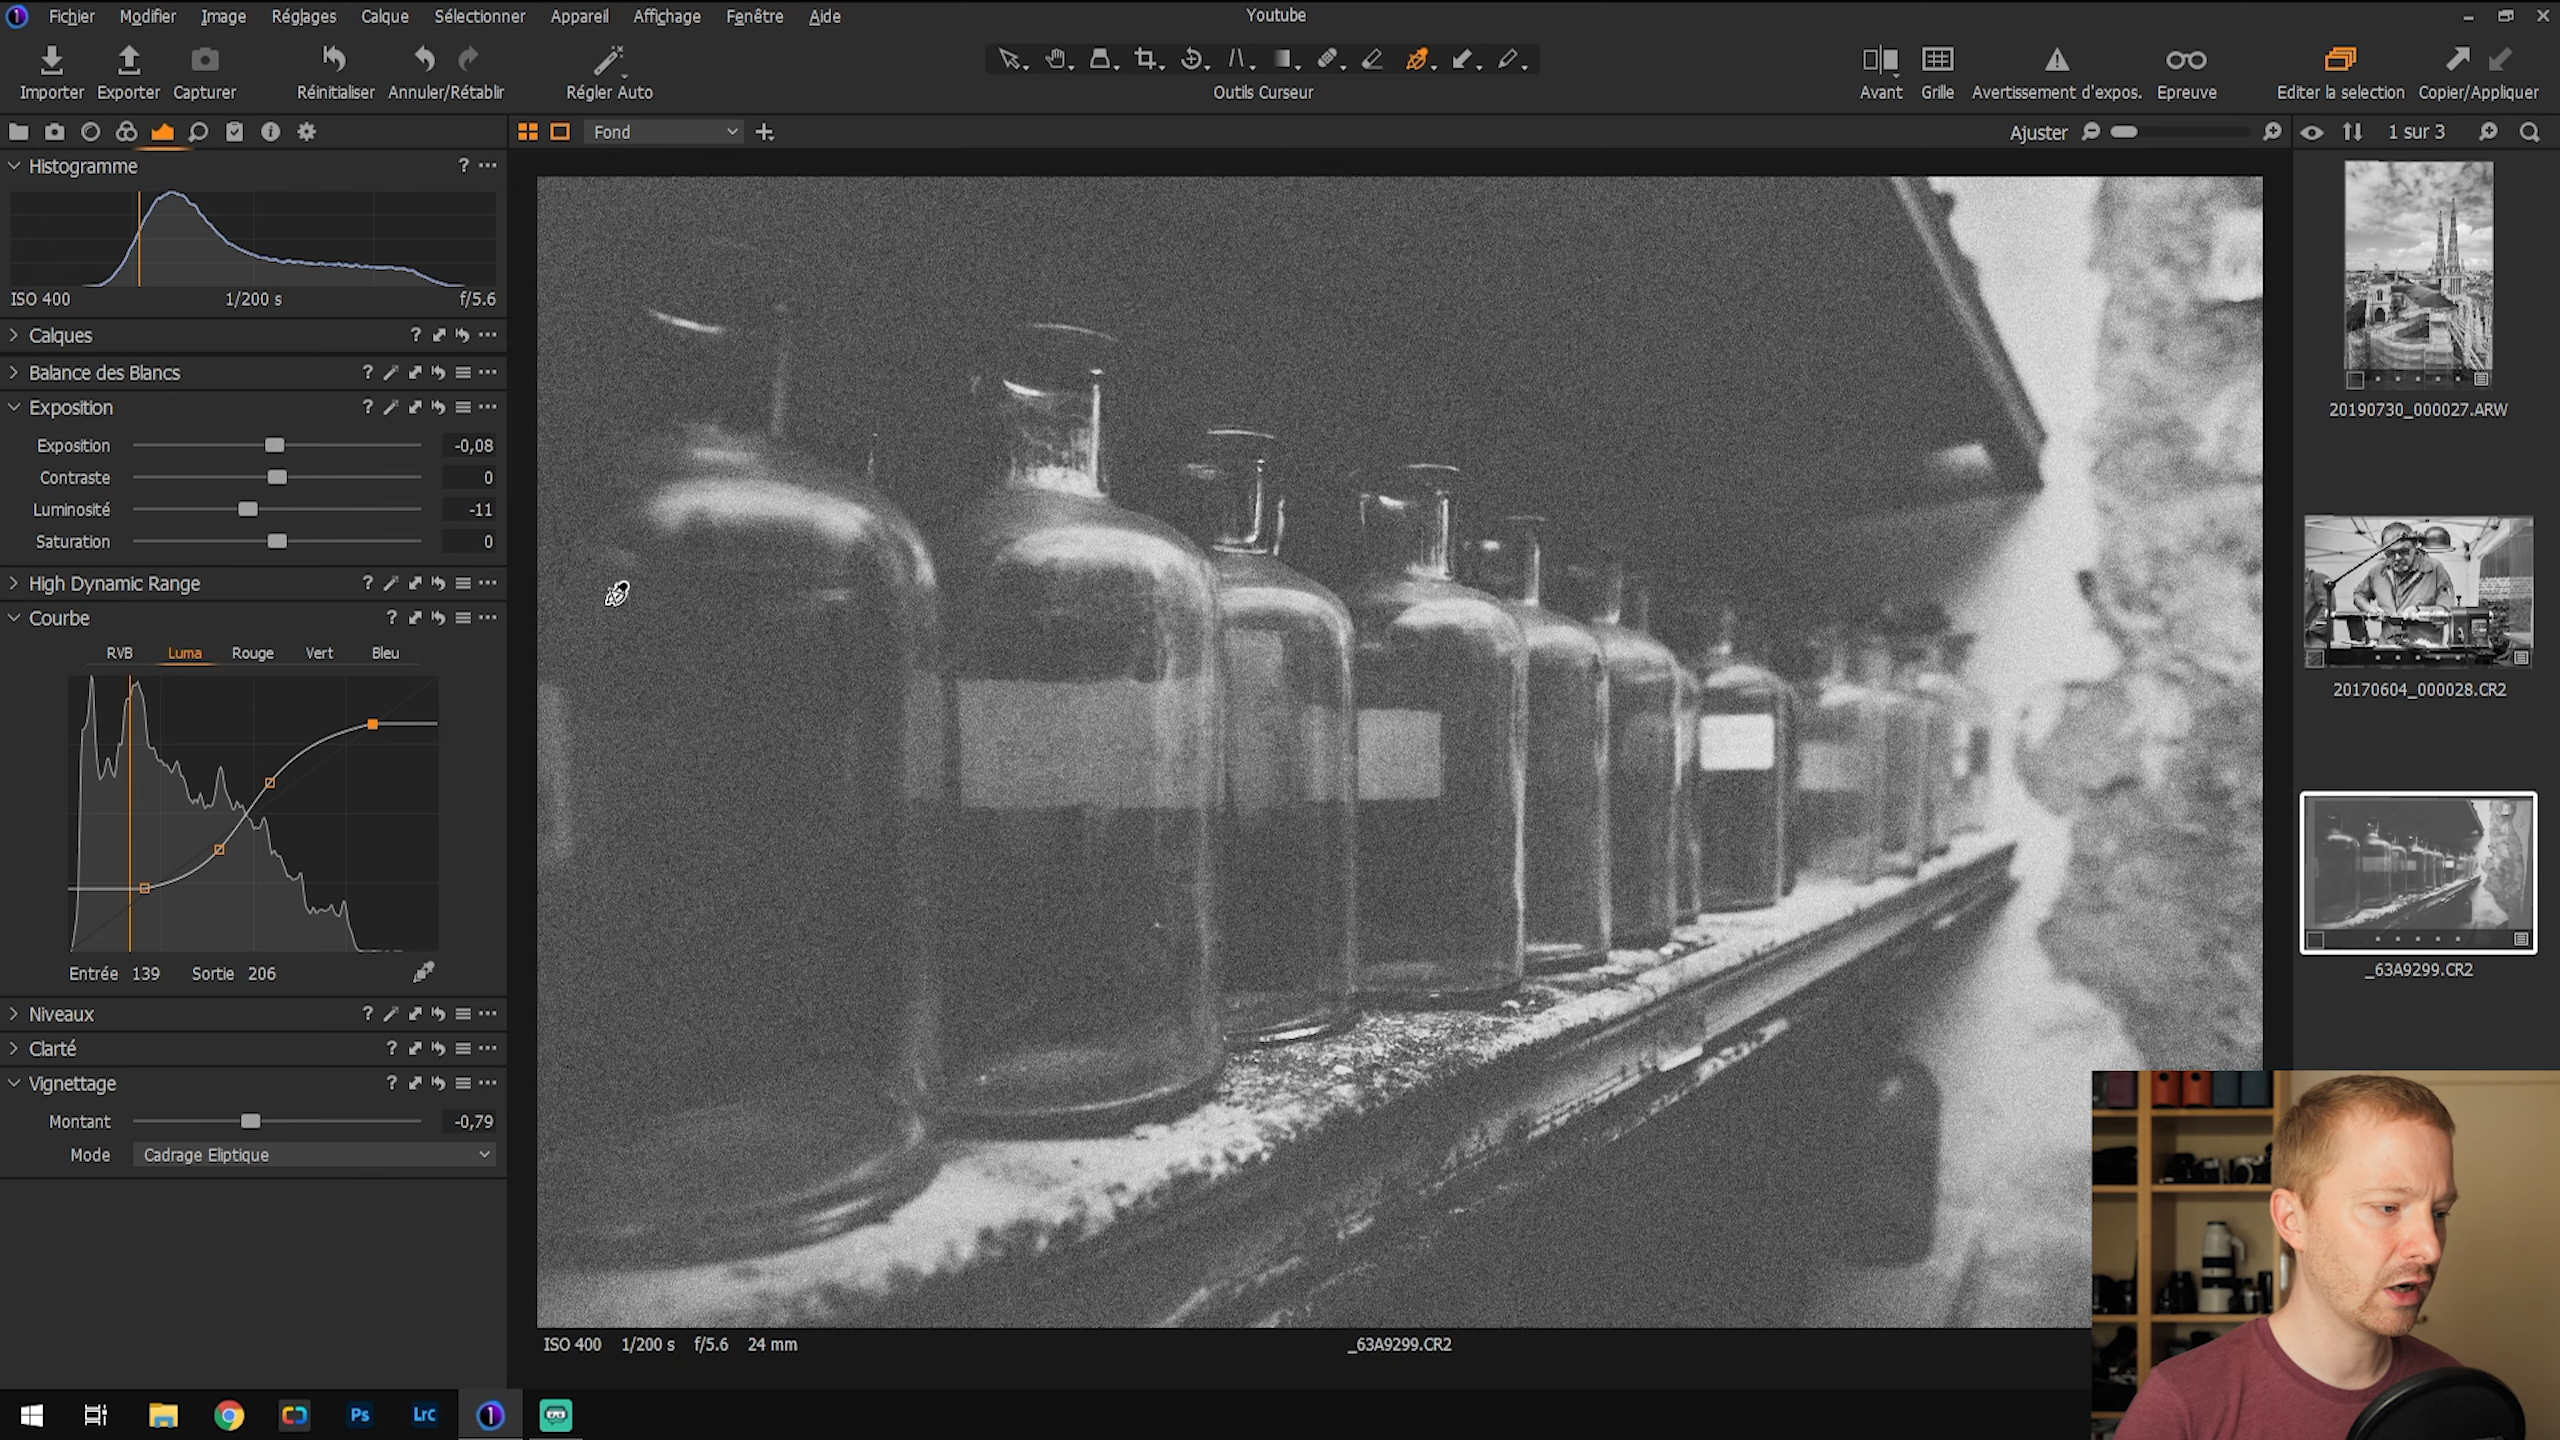 Fichier Modifier Image Réglages Calque Sélectionner Appareil Affichage Fenêtre Aide
Youtube
Importer Exporter Capturer Réinitialiser Annuler/Rétablir Régler Auto
Outils Curseur
Avant Grille Avertissement d'expos. Epreuve Editer la selection Copier/Appliquer
Fond
Ajuster
1 sur 3
Histogramme
ISO 400 1/200 s f/5.6
Calques
Balance des Blancs
Exposition
Exposition -0,08
Contraste 0
Luminosité -11
Saturation 0
High Dynamic Range
Courbe
RVB Luma Rouge Vert Bleu
Entrée 139 Sortie 206
Niveaux
Clarté
Vignettage
Montant -0,79
Mode Cadrage Eliptique
ISO 400 1/200 s f/5.6 24 mm
_63A9299.CR2
20190730_000027.ARW
20170604_000028.CR2
_63A9299.CR2
Ps LrC